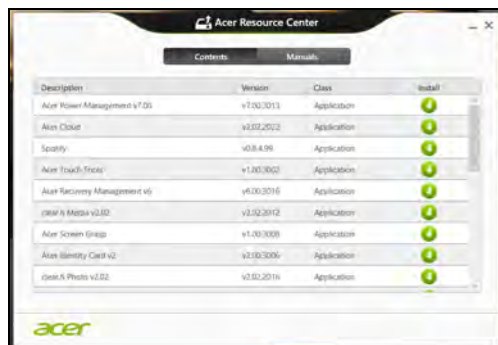 Acer Resource Center
Contents Manuals
Description Version Class Install
Acer Power Management v7.00 v7.00.3013 Application
Acer Cloud v2.02.2022 Application
Spotify v0.8.4.99 Application
Acer Touch Tools v1.00.3002 Application
Acer Recovery Management v6 v6.00.3016 Application
clear.fi Media v2.02 v2.02.2012 Application
Acer Screen Grasp v1.00.3008 Application
Acer Identity Card v2 v2.00.3006 Application
clear.fi Photo v2.02 v2.02.2016 Application
acer